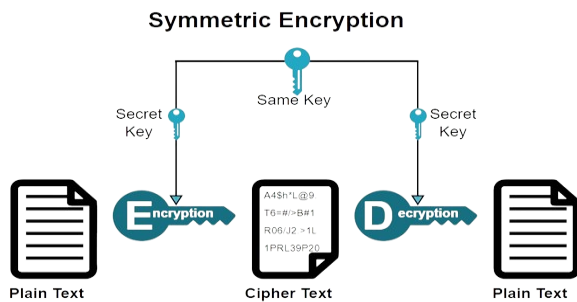 Symmetric Encryption
Same Key
Secret
Key
Secret
Key
Encryption
A4$h*L@9
T6=#/>B#1
R06/J2 >1L
1PRL39P20
Decryption
Plain Text
Cipher Text
Plain Text